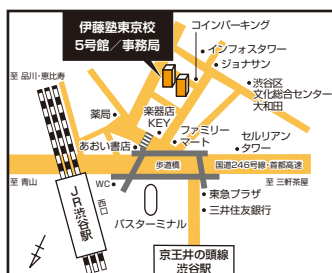 伊藤塾東京校
5号館／事務局
コインパーキング
インフォスタワー
ジョナサン
渋谷区
文化総合センター
大和田
至 品川・恵比寿
薬局
楽器店
KEY
ファミリー
マート
セルリアン
タワー
あおい書店
歩道橋
国道246号線・首都高速
至 青山
WC
至 三軒茶屋
西口
JR渋谷駅
バスターミナル
東急プラザ
三井住友銀行
京王井の頭線
渋谷駅